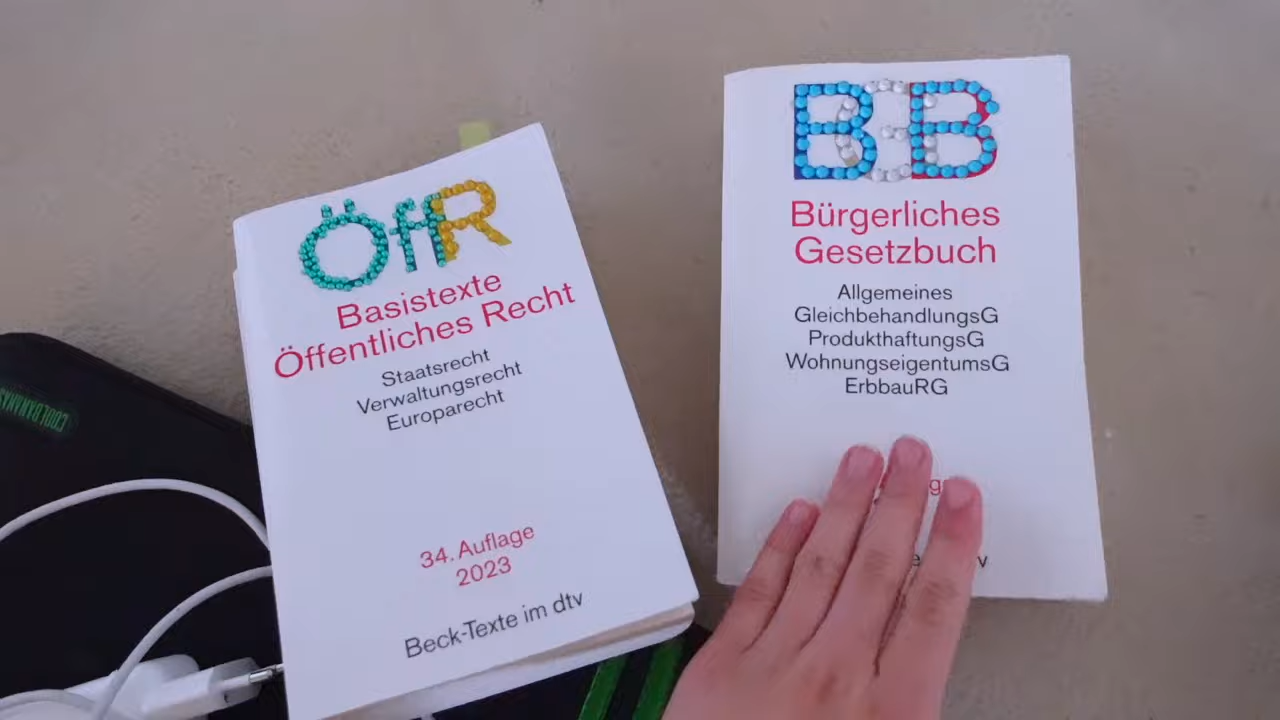 ÖffR
Basistexte
Öffentliches Recht
Staatsrecht
Verwaltungsrecht
Europarecht
34. Auflage
2023
Beck-Texte im dtv
BGB
Bürgerliches
Gesetzbuch
Allgemeines
GleichbehandlungsG
ProdukthaftungsG
WohnungseigentumsG
ErbbauRG